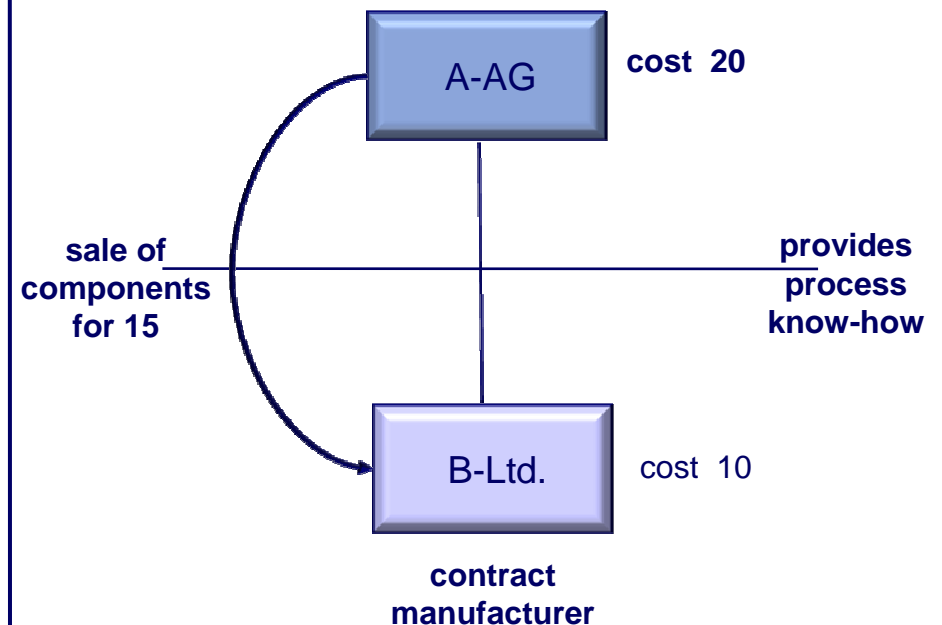 A-AG
cost 20
sale of
components
for 15
provides
process
know-how
B-Ltd.
cost 10
contract
manufacturer